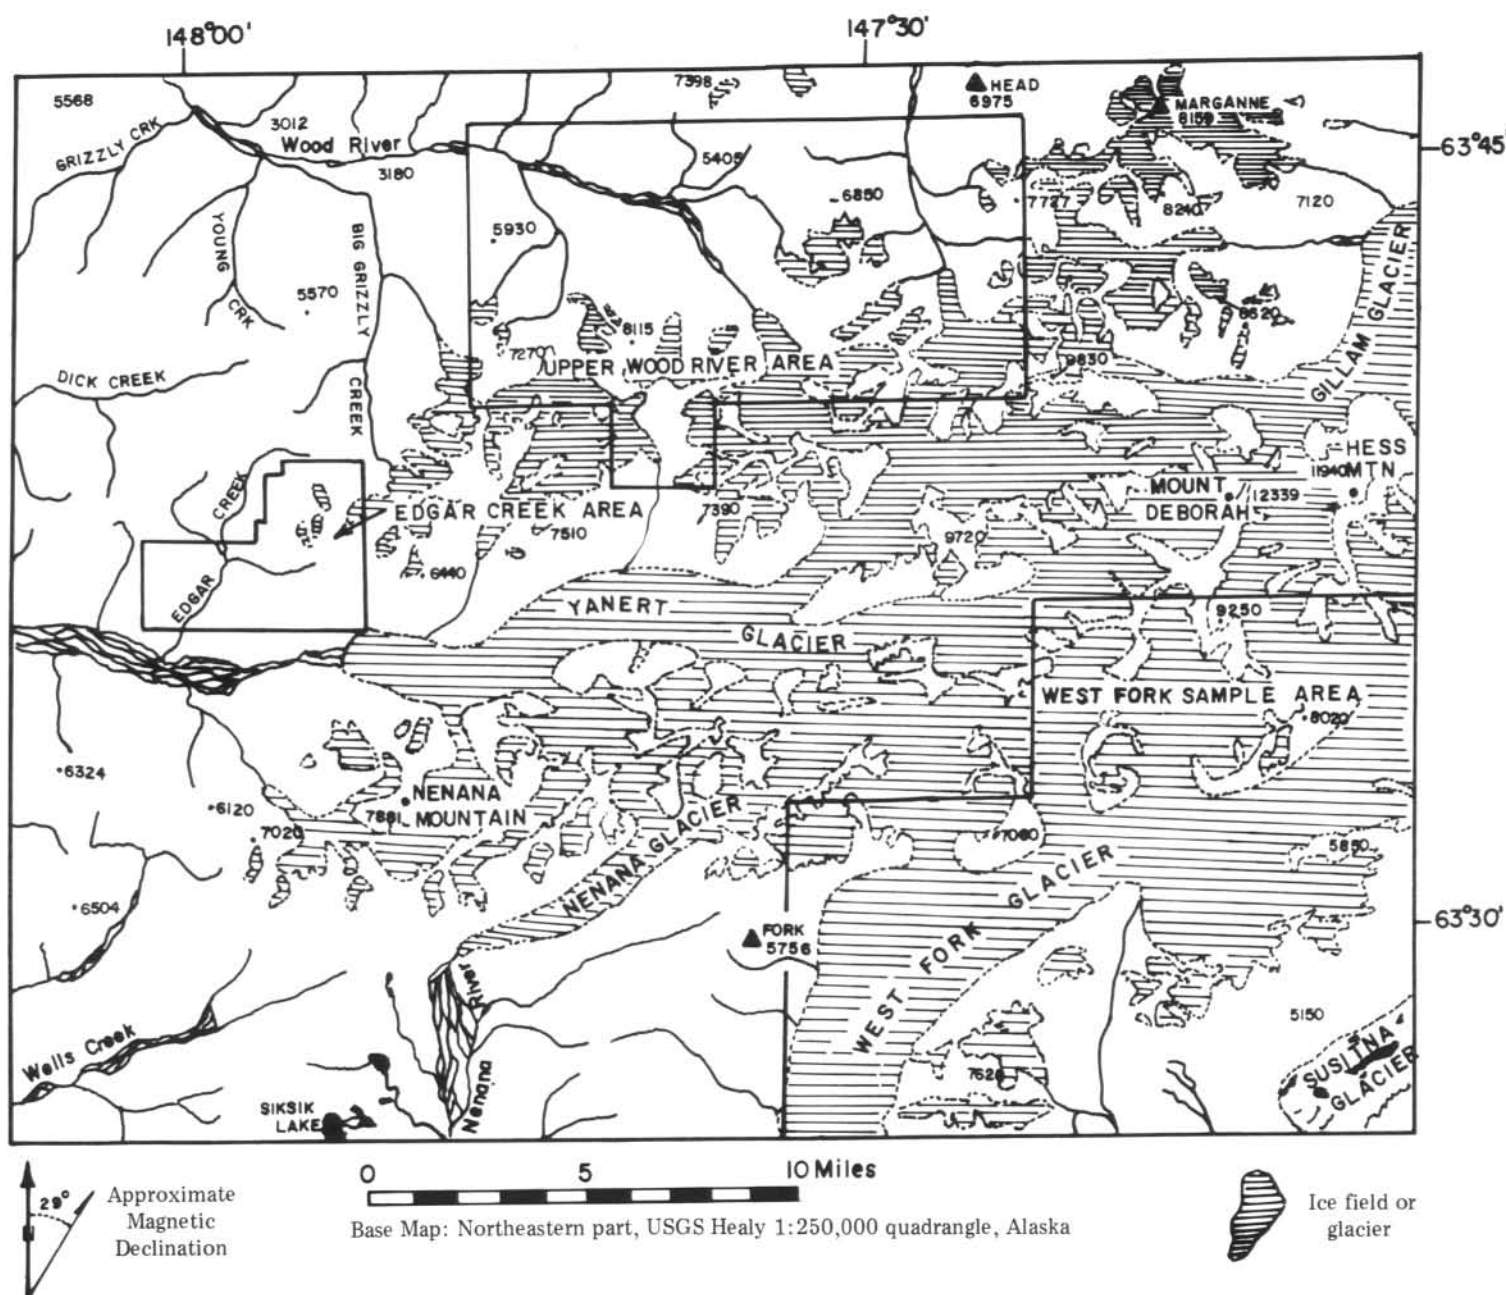 148°00'
147°30'
5568
7398
HEAD
6975
MARGANNE
8159
3012
GRIZZLY CRK
Wood River
5405
63°45'
3180
6850
7727
8240
7120
YOUNG
CRK
BIG GRIZZLY
CREEK
5930
5570
8115
8620
GILLAM GLACIER
7270
UPPER WOOD RIVER AREA
9830
DICK CREEK
HESS
11940 MTN
MOUNT
DEBORAH
12339
EDGAR
CREEK
EDGAR CREEK AREA
7390
7510
9720
6440
YANERT
GLACIER
9250
WEST FORK SAMPLE AREA
8020
6324
6120
NENANA
7881 MOUNTAIN
7020
NENANA GLACIER
7060
5850
6504
WEST FORK GLACIER
FORK
5756
63°30'
Nenana
River
5150
Wells Creek
SUSITNA
GLACIER
SIKSIK
LAKE
N
29°
Approximate
Magnetic
Declination
0 5 10 Miles
Base Map: Northeastern part, USGS Healy 1:250,000 quadrangle, Alaska
Ice field or
glacier